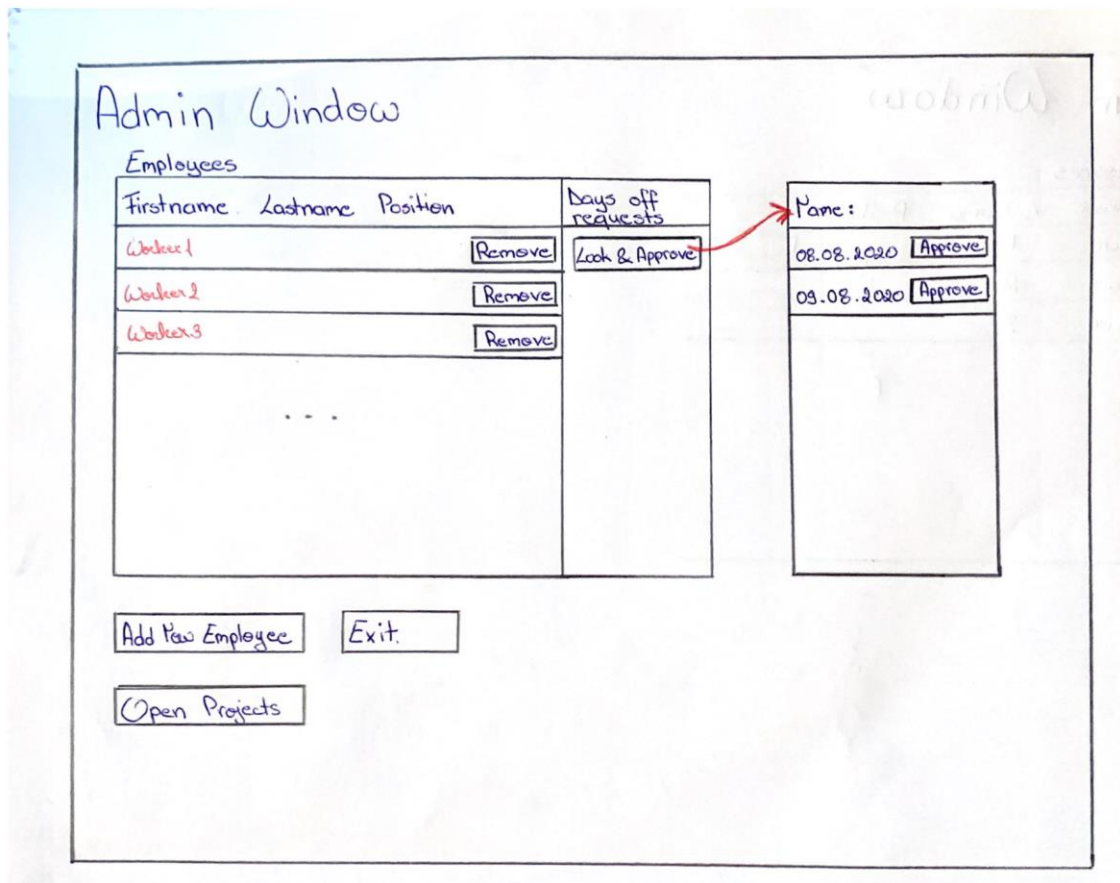 Admin Window
Employees
Firstname Lastname Position
Days off
requests
Name:
Worker1
Remove
Look & Approve
08.08.2020 Approve
Worker2
Remove
09.08.2020 Approve
Worker3
Remove
...
Add New Employee
Exit.
Open Projects